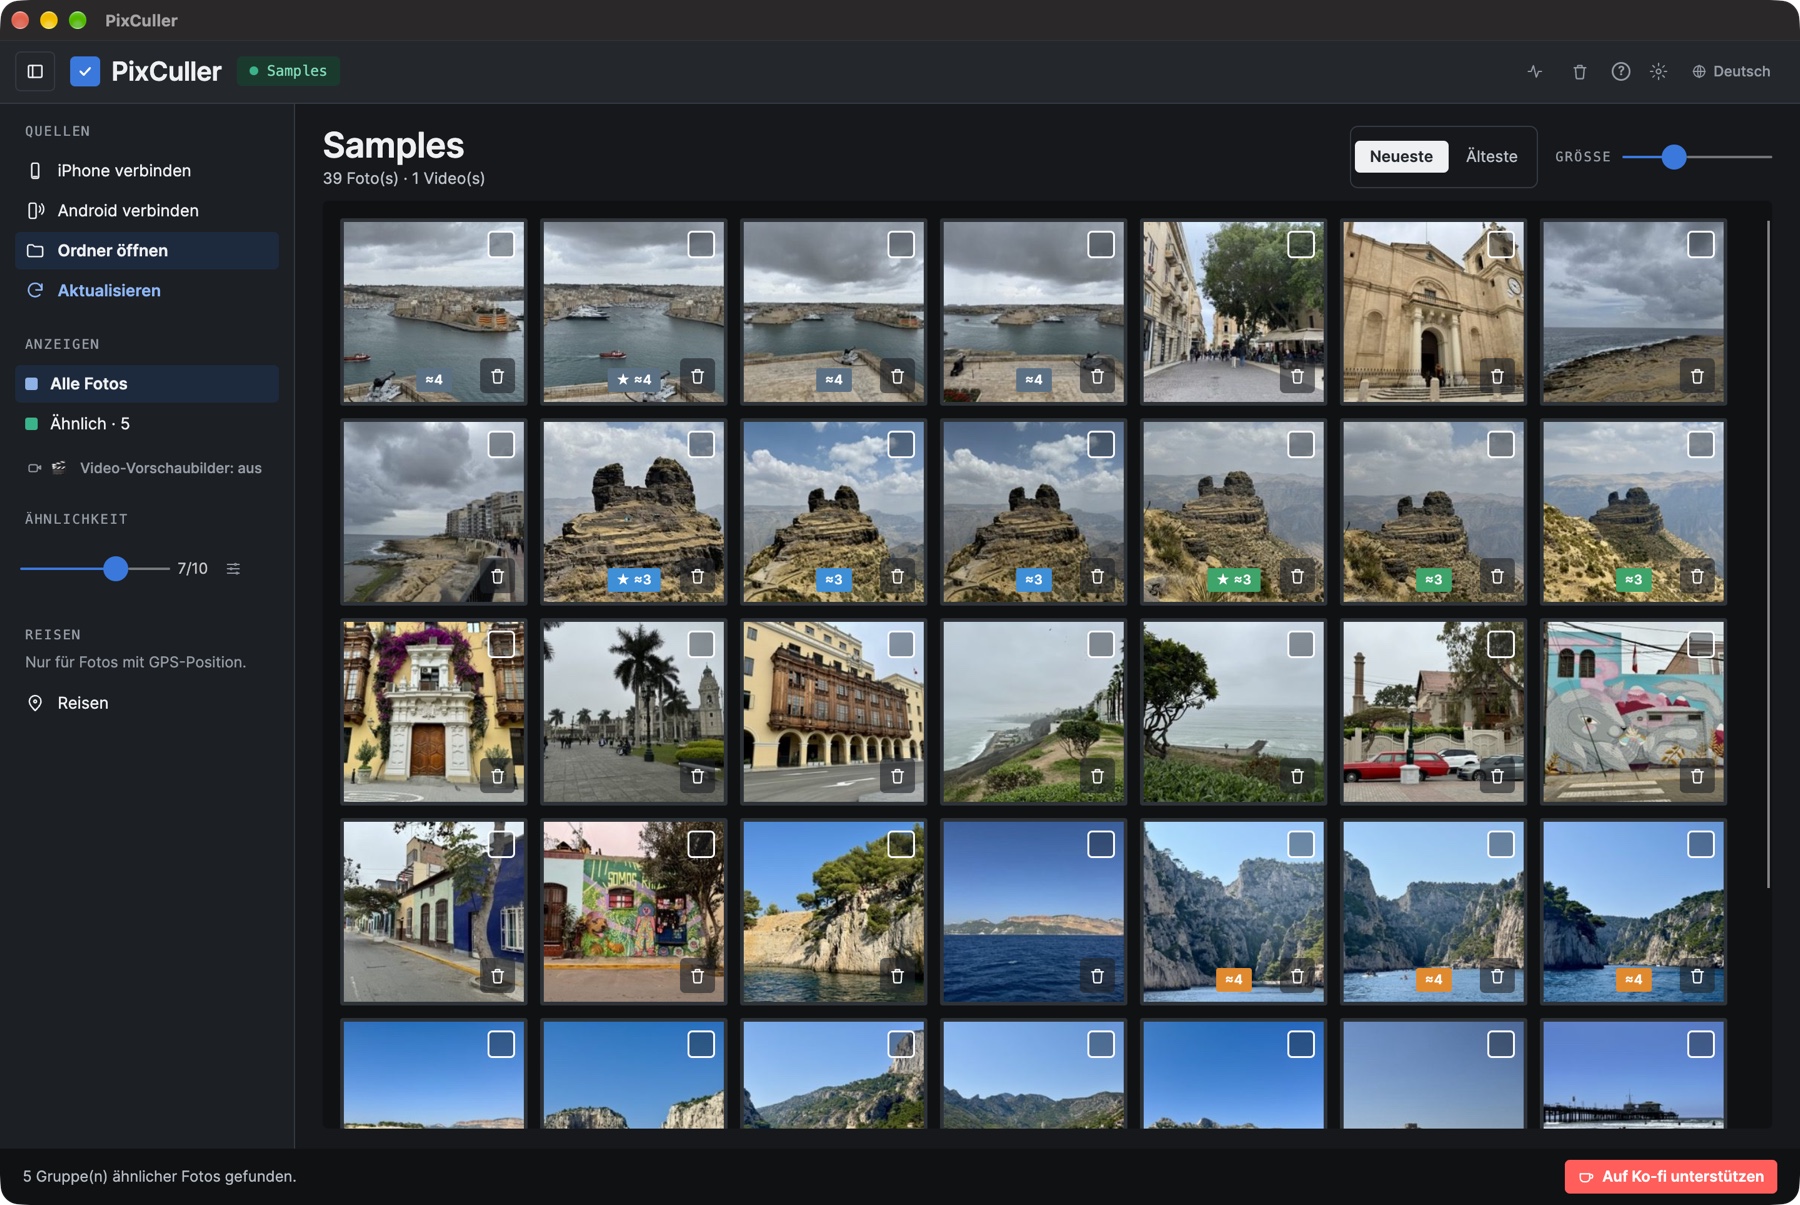 PixCuller
PixCuller
Samples
Deutsch
QUELLEN
iPhone verbinden
Android verbinden
Ordner öffnen
Aktualisieren
ANZEIGEN
Alle Fotos
Ähnlich · 5
Video-Vorschaubilder: aus
ÄHNLICHKEIT
7/10
REISEN
Nur für Fotos mit GPS-Position.
Reisen
Samples
39 Foto(s) · 1 Video(s)
Neueste
Älteste
GRÖSSE
≈4
★ ≈4
≈4
≈4
★ ≈3
≈3
≈3
★ ≈3
≈3
≈3
SOMOS
≈4
≈4
≈4
5 Gruppe(n) ähnlicher Fotos gefunden.
Auf Ko-fi unterstützen